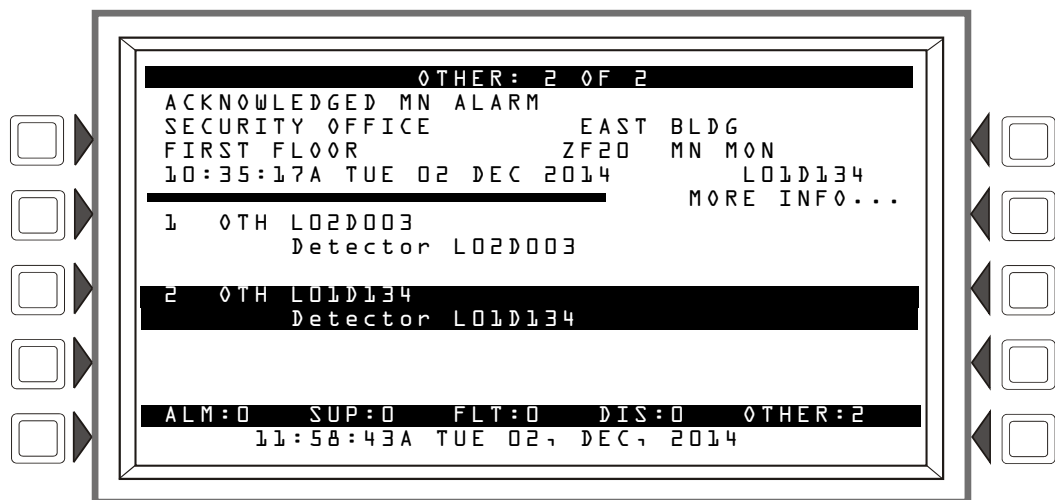 OTHER: 2 OF 2
ACKNOWLEDGED MN ALARM
SECURITY OFFICE EAST BLDG
FIRST FLOOR ZF20 MN MON
10:35:17A TUE 02 DEC 2014 L01D134
MORE INFO...
1 OTH L02D003
Detector L02D003
2 OTH L01D134
Detector L01D134
ALM:0 SUP:0 FLT:0 DIS:0 OTHER:2
11:58:43A TUE 02, DEC, 2014